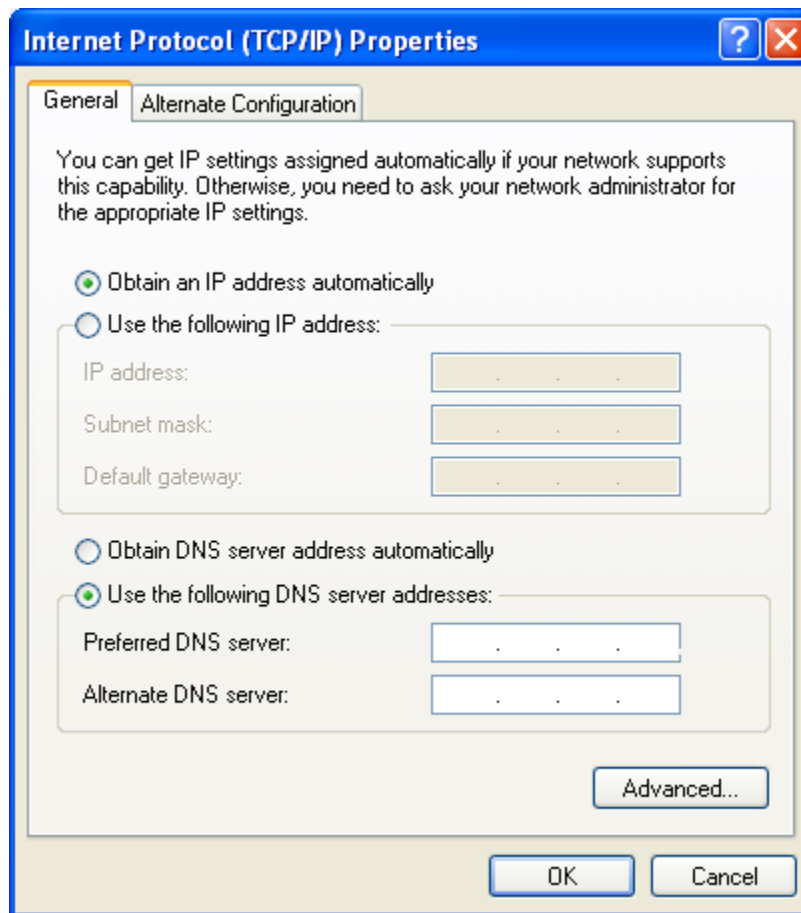 Internet Protocol (TCP/IP) Properties
General
Alternate Configuration
You can get IP settings assigned automatically if your network supports
this capability. Otherwise, you need to ask your network administrator for
the appropriate IP settings.
Obtain an IP address automatically
Use the following IP address:
IP address:
. . .
Subnet mask:
. . .
Default gateway:
. . .
Obtain DNS server address automatically
Use the following DNS server addresses:
Preferred DNS server:
. . .
Alternate DNS server:
. . .
Advanced...
OK
Cancel